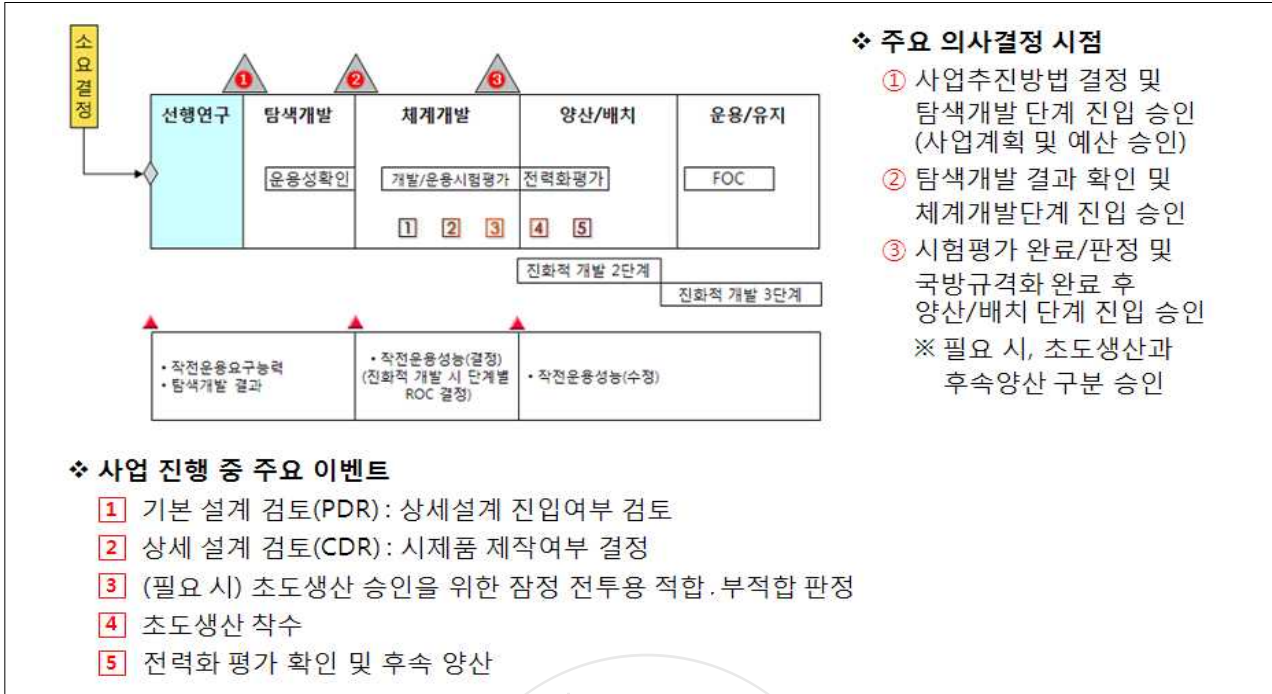 소요결정
❶
❷
❸
선행연구
탐색개발
체계개발
양산/배치
운용/유지
운용성확인
개발/운용시험평가
전력화평가
FOC
1 2 3 4 5
진화적 개발 2단계
진화적 개발 3단계
• 작전운용요구능력
• 탐색개발 결과
• 작전운용성능(결정)
(진화적 개발 시 단계별
ROC 결정)
• 작전운용성능(수정)
❖ 주요 의사결정 시점
① 사업추진방법 결정 및
탐색개발 단계 진입 승인
(사업계획 및 예산 승인)
② 탐색개발 결과 확인 및
체계개발단계 진입 승인
③ 시험평가 완료/판정 및
국방규격화 완료 후
양산/배치 단계 진입 승인
※ 필요 시, 초도생산과
후속양산 구분 승인
❖ 사업 진행 중 주요 이벤트
1 기본 설계 검토(PDR) : 상세설계 진입여부 검토
2 상세 설계 검토(CDR) : 시제품 제작여부 결정
3 (필요 시) 초도생산 승인을 위한 잠정 전투용 적합.부적합 판정
4 초도생산 착수
5 전력화 평가 확인 및 후속 양산